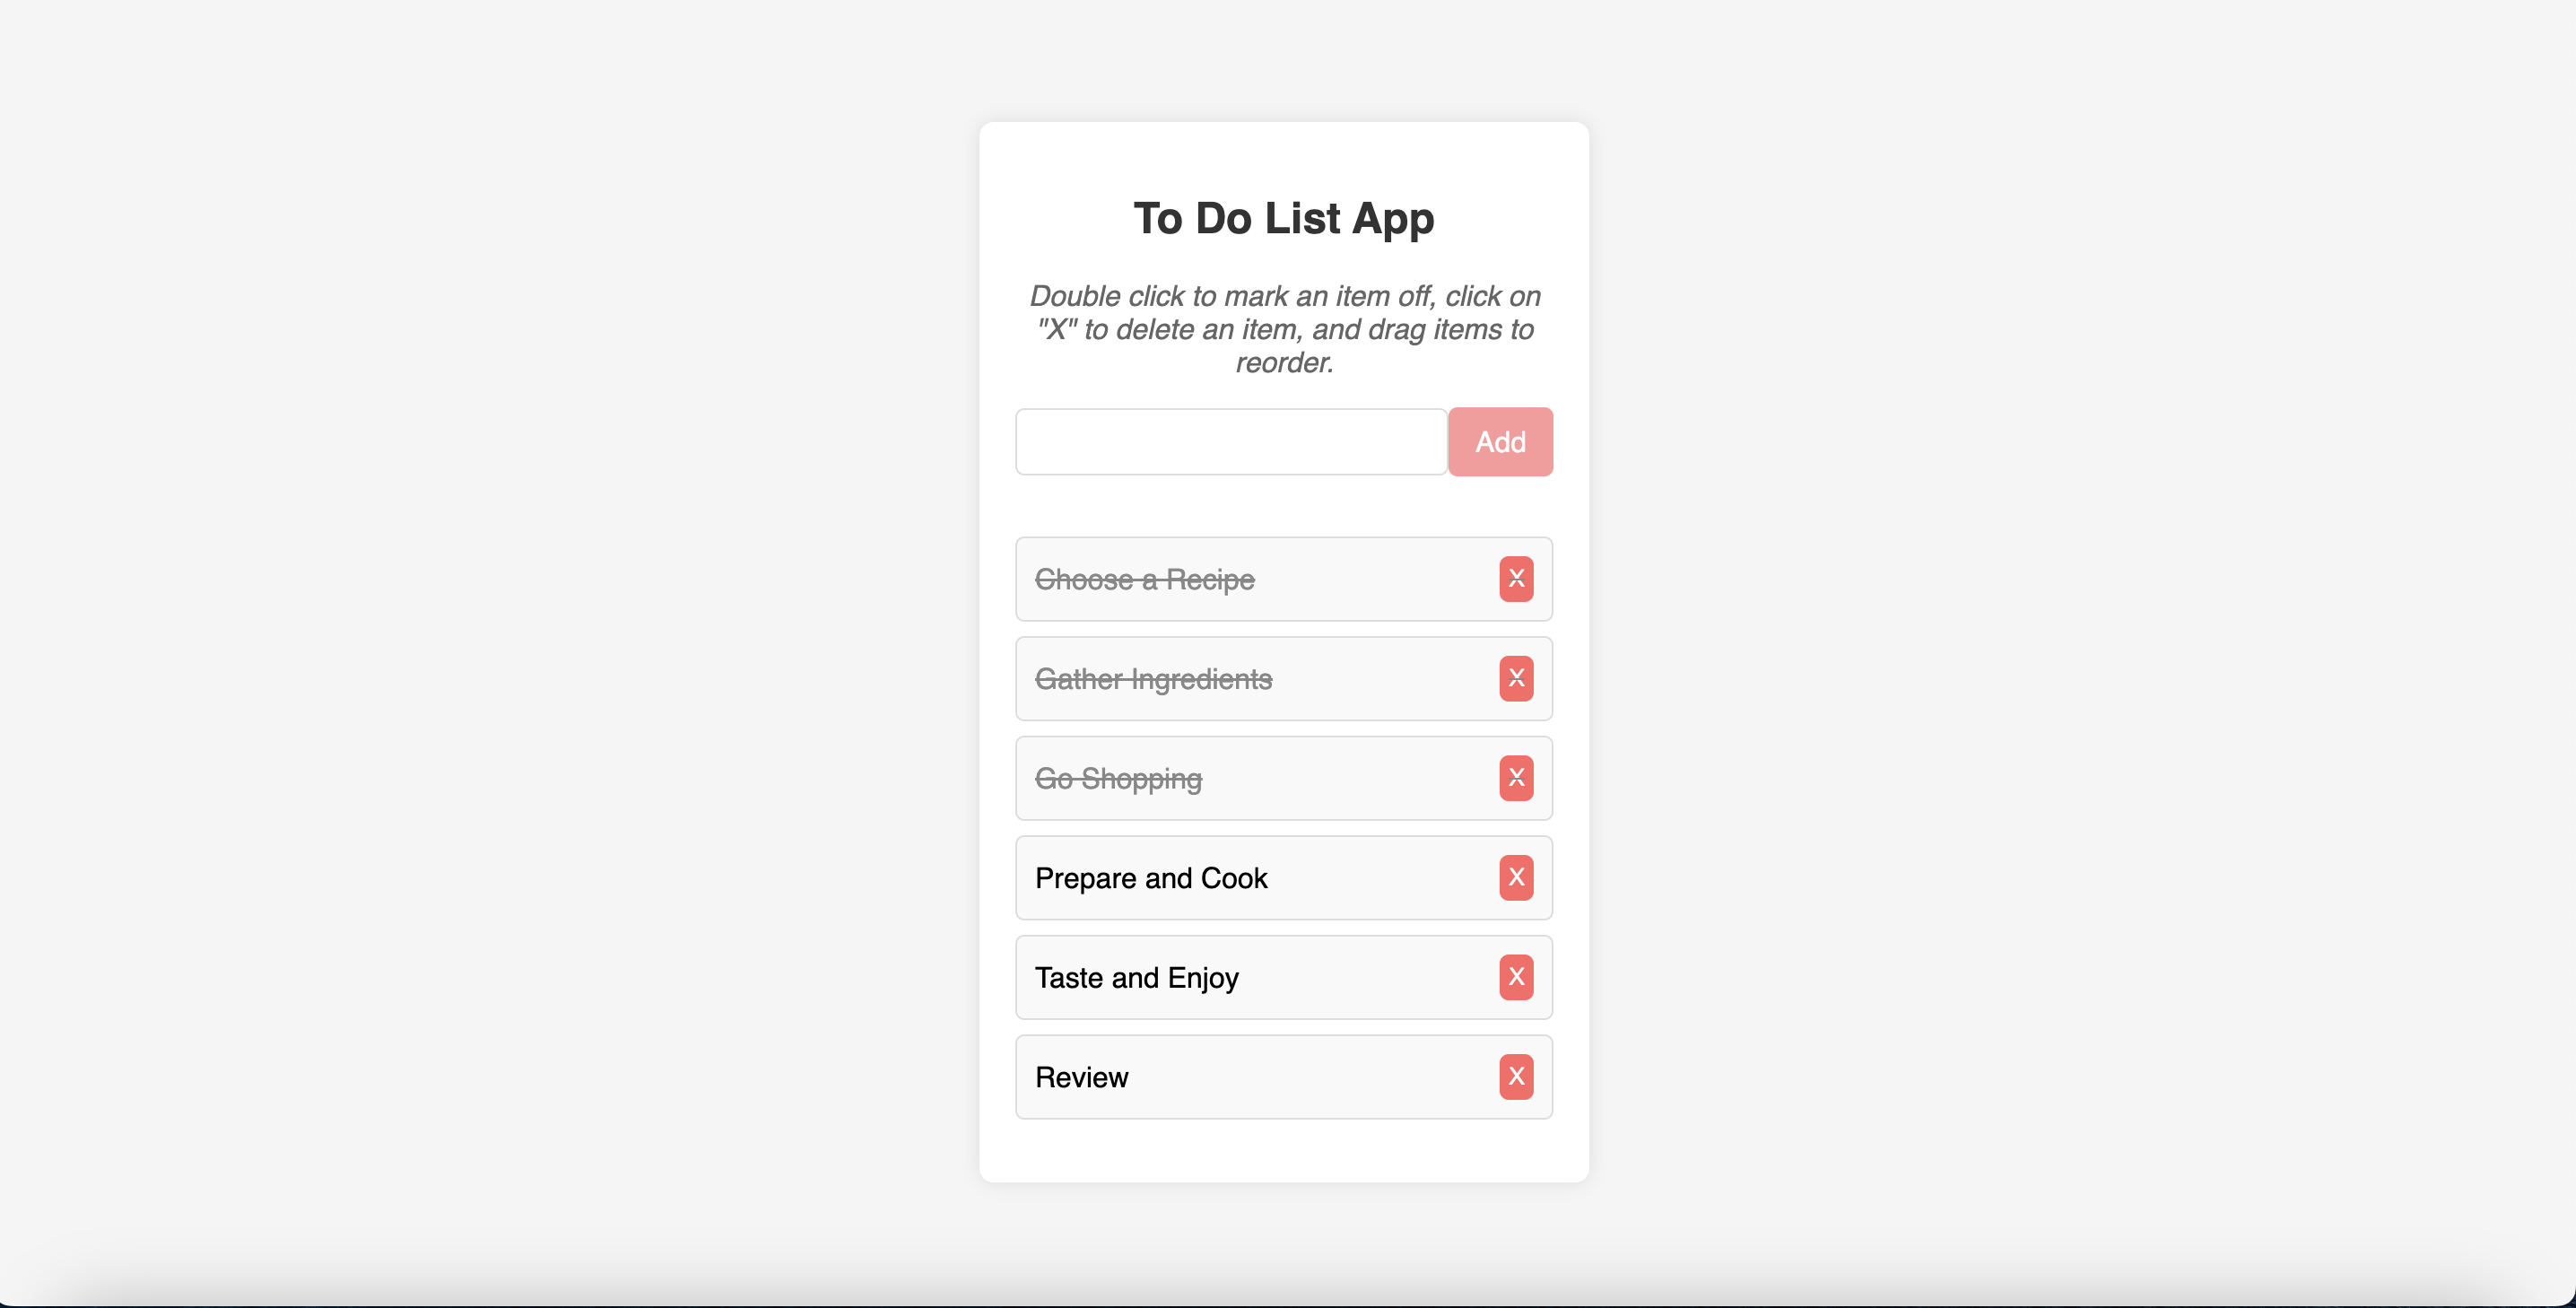 To Do List App
Double click to mark an item off, click on
"X" to delete an item, and drag items to
reorder.
Add
Choose a Recipe X
Gather Ingredients X
Go Shopping X
Prepare and Cook X
Taste and Enjoy X
Review X